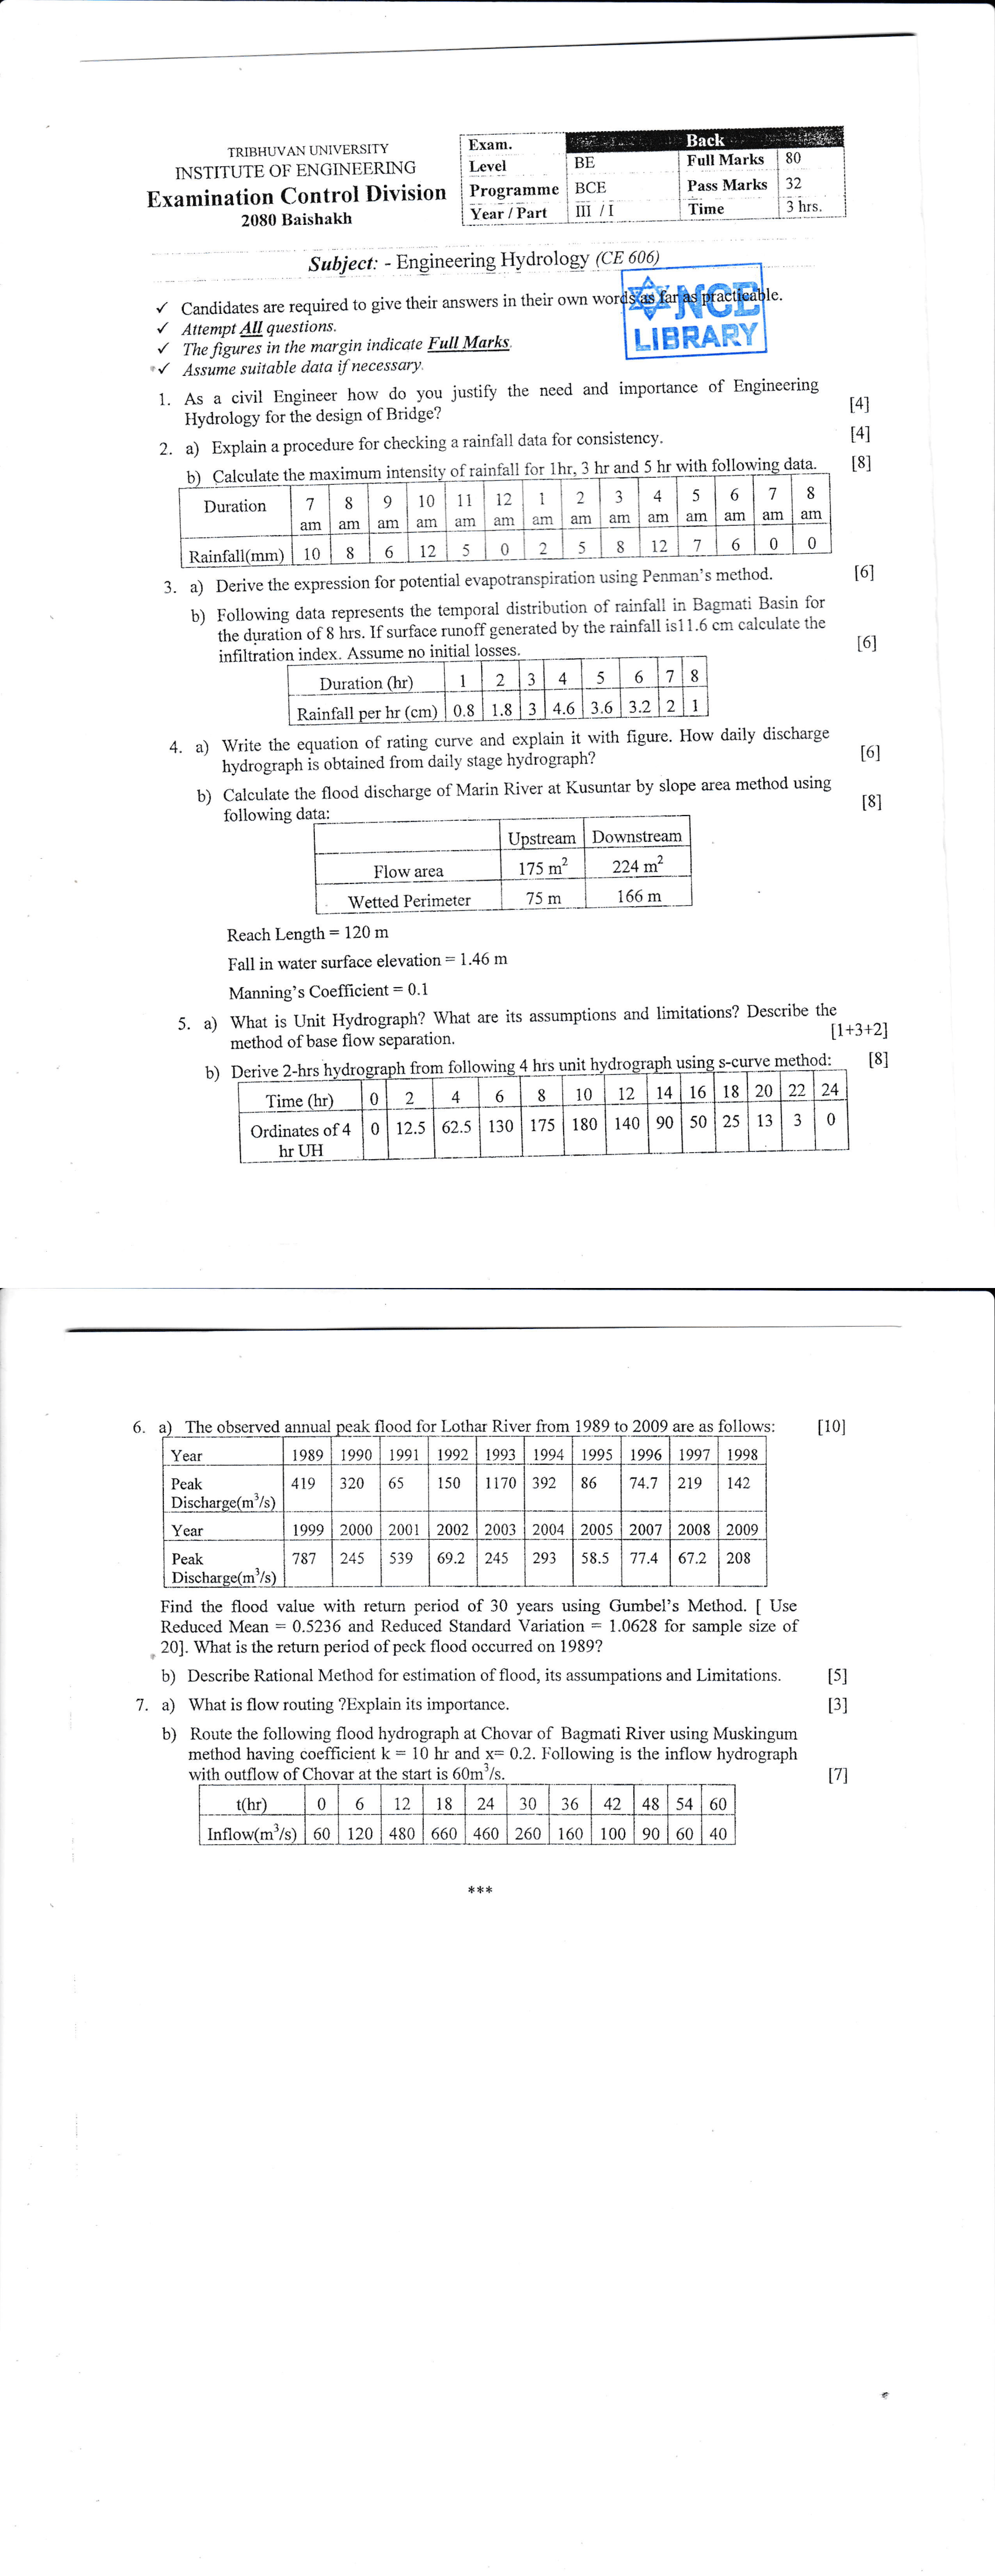 TRIBHUVAN UNIVERSITY
INSTITUTE OF ENGINEERING
Examination Control Division
2080 Baishakh
Exam. Back
Level BE Full Marks 80
Programme BCE Pass Marks 32
Year / Part III / I Time 3 hrs.
Subject: - Engineering Hydrology (CE 606)
✓ Candidates are required to give their answers in their own words as far as practicable.
✓ Attempt All questions.
✓ The figures in the margin indicate Full Marks.
✓ Assume suitable data if necessary.
NCE
LIBRARY
1. As a civil Engineer how do you justify the need and importance of Engineering
Hydrology for the design of Bridge? [4]
2. a) Explain a procedure for checking a rainfall data for consistency. [4]
b) Calculate the maximum intensity of rainfall for 1hr, 3 hr and 5 hr with following data. [8]
Duration 7 8 9 10 11 12 1 2 3 4 5 6 7 8
am am am am am am am am am am am am am am
Rainfall(mm) 10 8 6 12 5 0 2 5 8 12 7 6 0 0
3. a) Derive the expression for potential evapotranspiration using Penman's method. [6]
b) Following data represents the temporal distribution of rainfall in Bagmati Basin for
the duration of 8 hrs. If surface runoff generated by the rainfall is11.6 cm calculate the
infiltration index. Assume no initial losses. [6]
Duration (hr) 1 2 3 4 5 6 7 8
Rainfall per hr (cm) 0.8 1.8 3 4.6 3.6 3.2 2 1
4. a) Write the equation of rating curve and explain it with figure. How daily discharge
hydrograph is obtained from daily stage hydrograph? [6]
b) Calculate the flood discharge of Marin River at Kusuntar by slope area method using
following data: [8]
Upstream Downstream
Flow area 175 m² 224 m²
Wetted Perimeter 75 m 166 m
Reach Length = 120 m
Fall in water surface elevation = 1.46 m
Manning's Coefficient = 0.1
5. a) What is Unit Hydrograph? What are its assumptions and limitations? Describe the
method of base flow separation. [1+3+2]
b) Derive 2-hrs hydrograph from following 4 hrs unit hydrograph using s-curve method: [8]
Time (hr) 0 2 4 6 8 10 12 14 16 18 20 22 24
Ordinates of 4 0 12.5 62.5 130 175 180 140 90 50 25 13 3 0
hr UH
6. a) The observed annual peak flood for Lothar River from 1989 to 2009 are as follows: [10]
Year 1989 1990 1991 1992 1993 1994 1995 1996 1997 1998
Peak 419 320 65 150 1170 392 86 74.7 219 142
Discharge(m³/s)
Year 1999 2000 2001 2002 2003 2004 2005 2007 2008 2009
Peak 787 245 539 69.2 245 293 58.5 77.4 67.2 208
Discharge(m³/s)
Find the flood value with return period of 30 years using Gumbel's Method. [ Use
Reduced Mean = 0.5236 and Reduced Standard Variation = 1.0628 for sample size of
20]. What is the return period of peck flood occurred on 1989?
b) Describe Rational Method for estimation of flood, its assumpations and Limitations. [5]
7. a) What is flow routing ?Explain its importance. [3]
b) Route the following flood hydrograph at Chovar of Bagmati River using Muskingum
method having coefficient k = 10 hr and x= 0.2. Following is the inflow hydrograph
with outflow of Chovar at the start is 60m³/s. [7]
t(hr) 0 6 12 18 24 30 36 42 48 54 60
Inflow(m³/s) 60 120 480 660 460 260 160 100 90 60 40
***